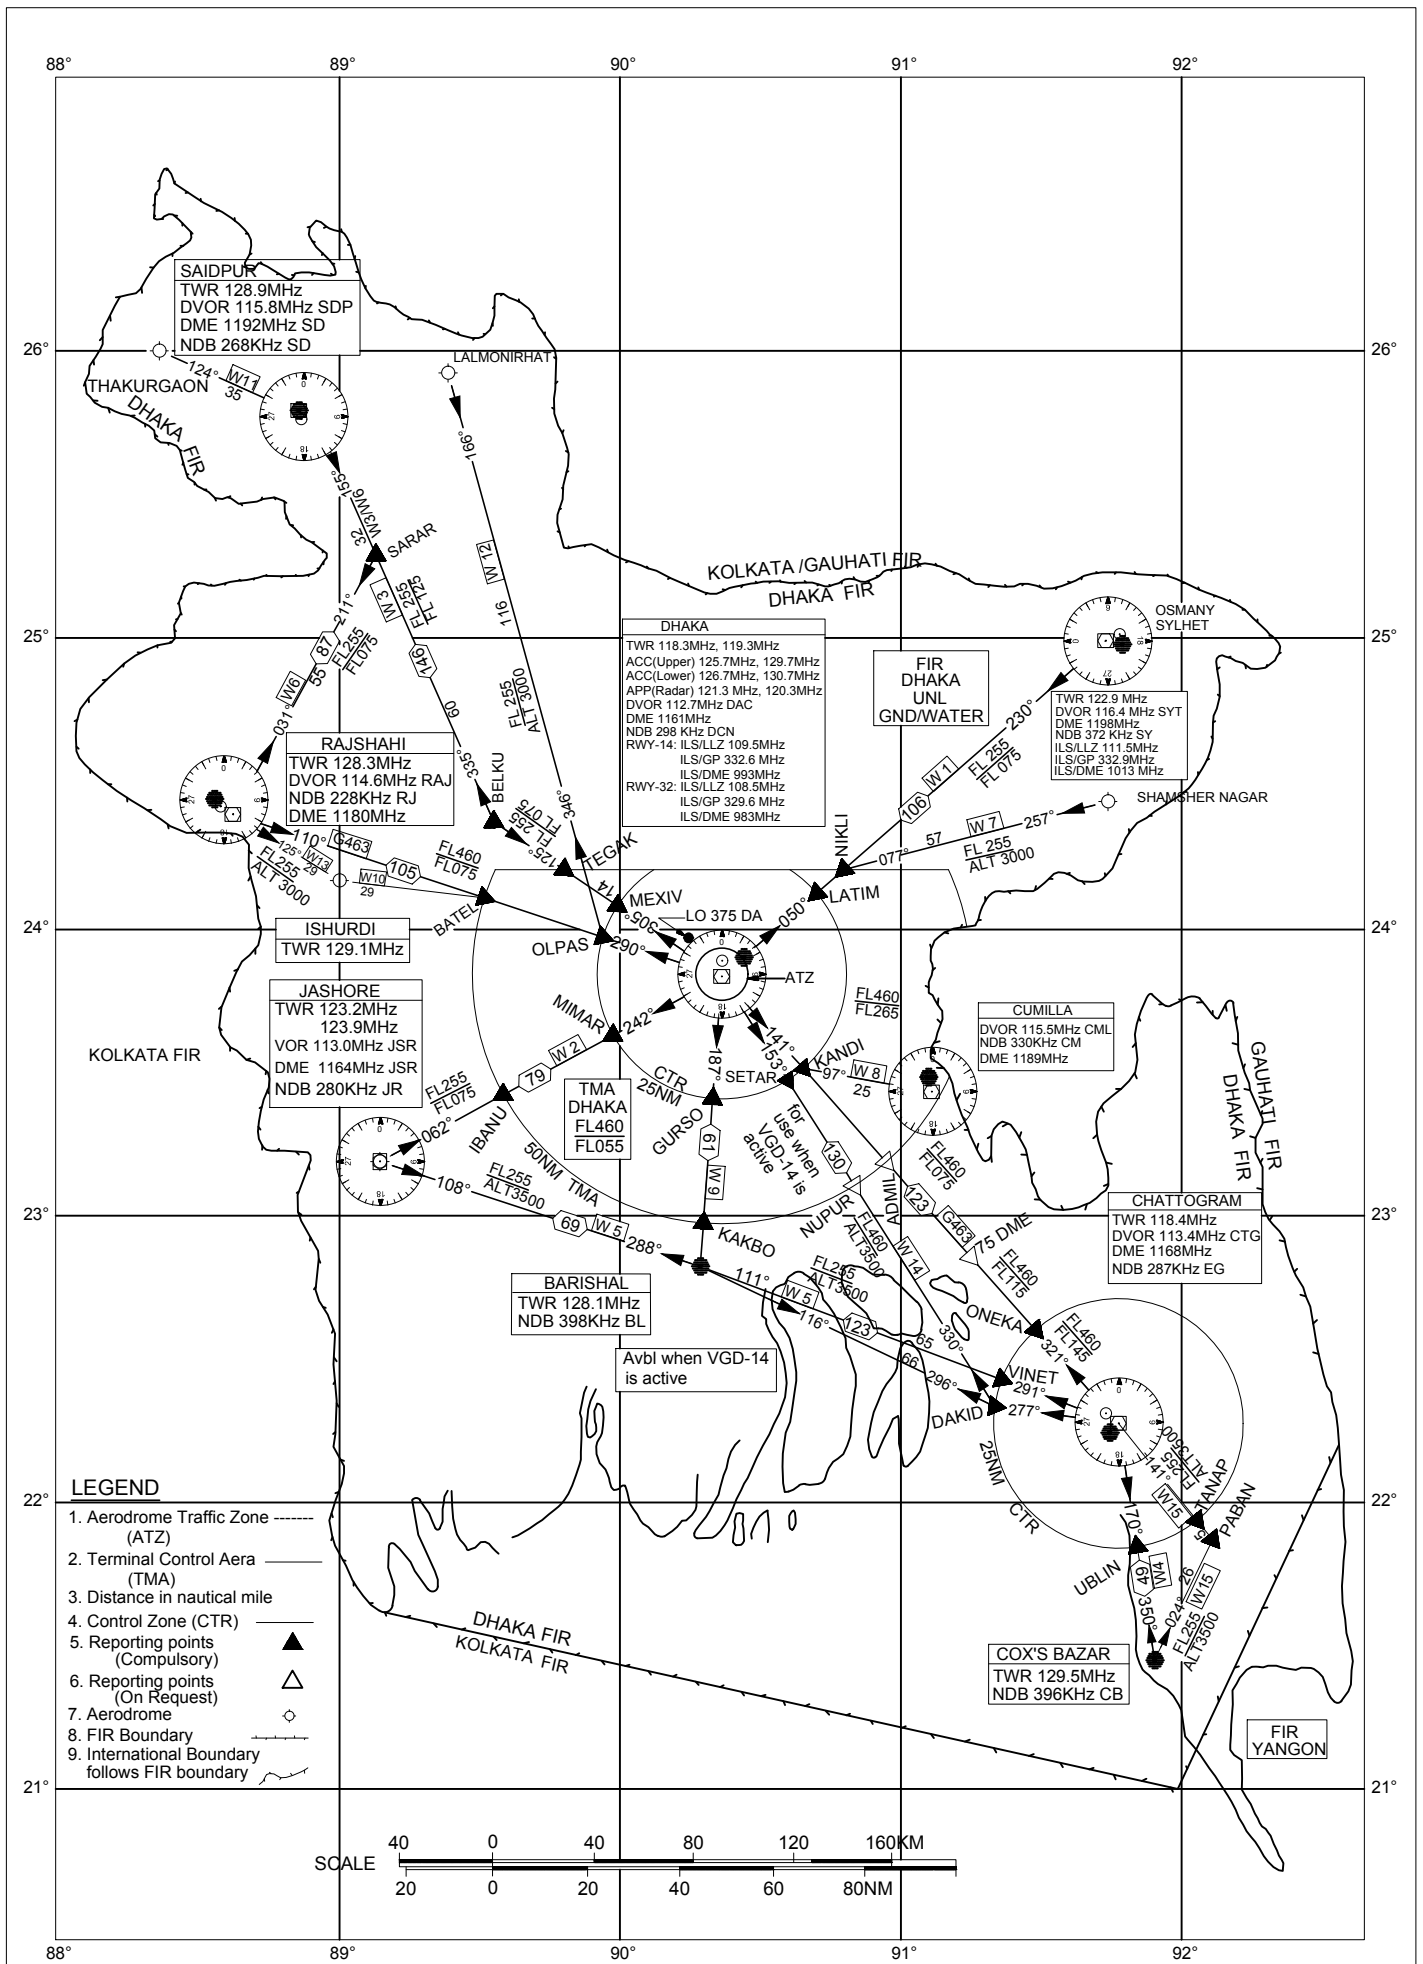 88°
89°
90°
91°
92°
SAIDPUR
TWR 128.9MHz
DVOR 115.8MHz SDP
DME 1192MHz SD
NDB 268KHz SD
26°
26°
LALMONIRHAT
THAKURGAON
124°
W11
35
DHAKA FIR
155°
W3/W6
32
SARAR
166°
W 12
116
FL 255
ALT 3000
346°
KOLKATA /GAUHATI FIR
DHAKA FIR
OSMANY
SYLHET
25°
25°
211°
87
FL255
FL075
55
W6
031°
W 3
FL 255
FL 125
146
60
335°
BELKU
DHAKA
TWR 118.3MHz, 119.3MHz
ACC(Upper) 125.7MHz, 129.7MHz
ACC(Lower) 126.7MHz, 130.7MHz
APP(Radar) 121.3 MHz, 120.3MHz
DVOR 112.7MHz DAC
DME 1161MHz
NDB 298 KHz DCN
RWY-14: ILS/LLZ 109.5MHz
ILS/GP 332.6 MHz
ILS/DME 993MHz
RWY-32: ILS/LLZ 108.5MHz
ILS/GP 329.6 MHz
ILS/DME 983MHz
FIR
DHAKA
UNL
GND/WATER
TWR 122.9 MHz
DVOR 116.4 MHz SYT
DME 1198MHz
NDB 372 KHz SY
ILS/LLZ 111.5MHz
ILS/GP 332.9MHz
ILS/DME 1013 MHz
230°
FL 255
FL 075
W 1
106
SHAMSHER NAGAR
257°
W 7
57
FL 255
ALT 3000
077°
NIKLI
RAJSHAHI
TWR 128.3MHz
DVOR 114.6MHz RAJ
NDB 228KHz RJ
DME 1180MHz
110°
G463
105
FL460
FL075
125°
W13
29
FL255
ALT 3000
W10
29
FL 255
FL 075
125°
TEGAK
14
MEXIV
305°
LO 375 DA
050°
LATIM
BATEL
OLPAS
290°
24°
24°
ISHURDI
TWR 129.1MHz
ATZ
JASHORE
TWR 123.2MHz
123.9MHz
VOR 113.0MHz JSR
DME 1164MHz JSR
NDB 280KHz JR
KOLKATA FIR
MIMAR
242°
W 2
79
FL255
FL075
062°
IBANU
187°
141°
153°
SETAR
KANDI
FL460
FL265
97°
W 8
25
CUMILLA
DVOR 115.5MHz CML
NDB 330KHz CM
DME 1189MHz
TMA
DHAKA
FL460
FL055
CTR
25NM
GURSO
61
W 9
50NM TMA
for
use when
VGD-14 is
active
130
NUPUR
FL460
ALT3500
W 14
ADMIL
FL460
FL075
123
G463
75 DME
FL460
FL115
GAUHATI FIR
DHAKA FIR
108°
FL255
ALT3500
69
W 5
288°
KAKBO
23°
23°
CHATTOGRAM
TWR 118.4MHz
DVOR 113.4MHz CTG
DME 1168MHz
NDB 287KHz EG
BARISHAL
TWR 128.1MHz
NDB 398KHz BL
111°
W 5
FL255
ALT3500
116°
123
65
66
296°
330°
ONEKA
FL460
FL145
321°
VINET
291°
DAKID
277°
Avbl when VGD-14
is active
25NM
CTR
141°
FL255
ALT3500
W15
TANAP
5
PABAN
170°
UBLIN
W4
49
350°
26
024°
W15
FL255
ALT3500
22°
22°
LEGEND
1. Aerodrome Traffic Zone -------
(ATZ)
2. Terminal Control Aera
(TMA)
3. Distance in nautical mile
4. Control Zone (CTR)
5. Reporting points
(Compulsory)
6. Reporting points
(On Request)
7. Aerodrome
8. FIR Boundary
9. International Boundary
follows FIR boundary
DHAKA FIR
KOLKATA FIR
COX'S BAZAR
TWR 129.5MHz
NDB 396KHz CB
FIR
YANGON
21°
21°
SCALE
40 0 40 80 120 160KM
20 0 20 40 60 80NM
88°
89°
90°
91°
92°